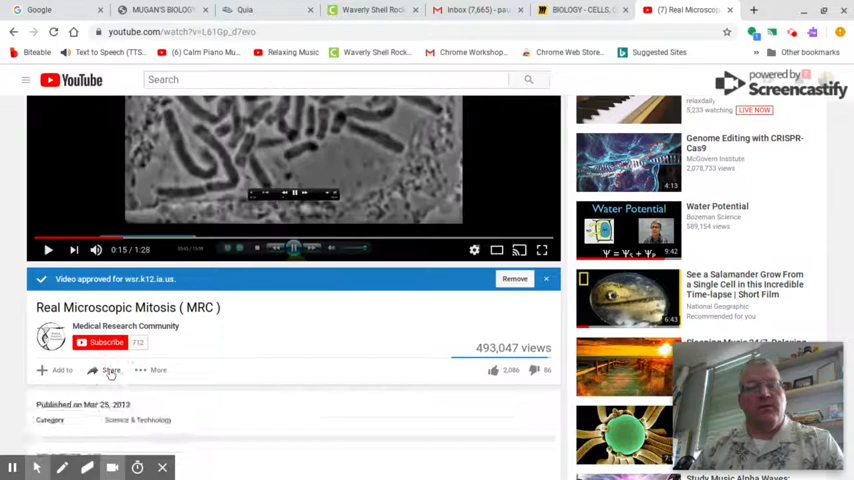 Google
MUGAN'S BIOLOGY
Quia
Waverly Shell Rock
Inbox (7,665) - pau
BIOLOGY - CELLS, C
(7) Real Microscop
youtube.com/watch?v=L61Gp_d7evo
Biteable
Text to Speech (TTS...
(6) Calm Piano Mu...
Relaxing Music
Waverly Shell Rock...
Chrome Workshop...
Chrome Web Store...
Suggested Sites
Other bookmarks
YouTube
Search
powered by
Screencastify
relaxdaily
5,233 watching LIVE NOW
Genome Editing with CRISPR-
Cas9
McGovern Institute
2,078,733 views
4:13
Water Potential
Water Potential
Bozeman Science
589,154 views
9:42
See a Salamander Grow From
a Single Cell in this Incredible
Time-lapse | Short Film
National Geographic
Recommended for you
6:43
0:15 / 1:28
Video approved for wsr.k12.ia.us.
Remove
Real Microscopic Mitosis ( MRC )
Medical Research Community
Subscribe 712
493,047 views
Add to
Share
More
2,086
86
Published on Mar 25, 2013
Category Science & Technology
Study Music Alpha Waves: